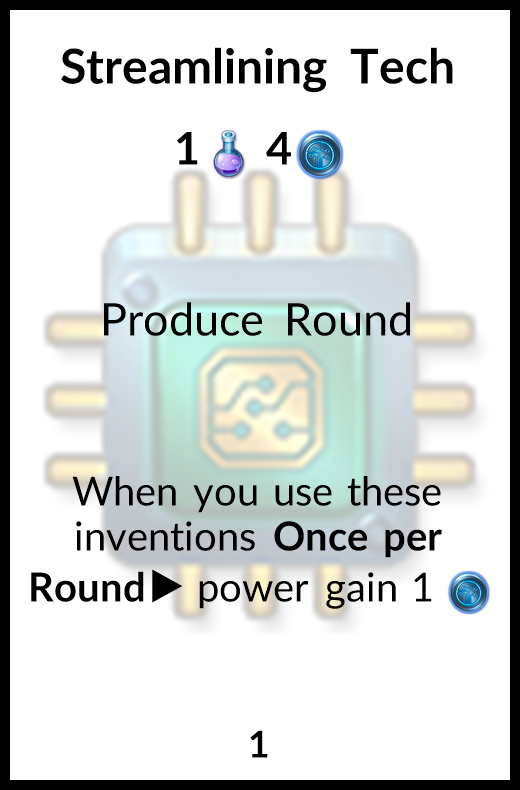 Streamlining Tech
1 4
Produce Round
When you use these
inventions Once per
Round▶ power gain 1
1